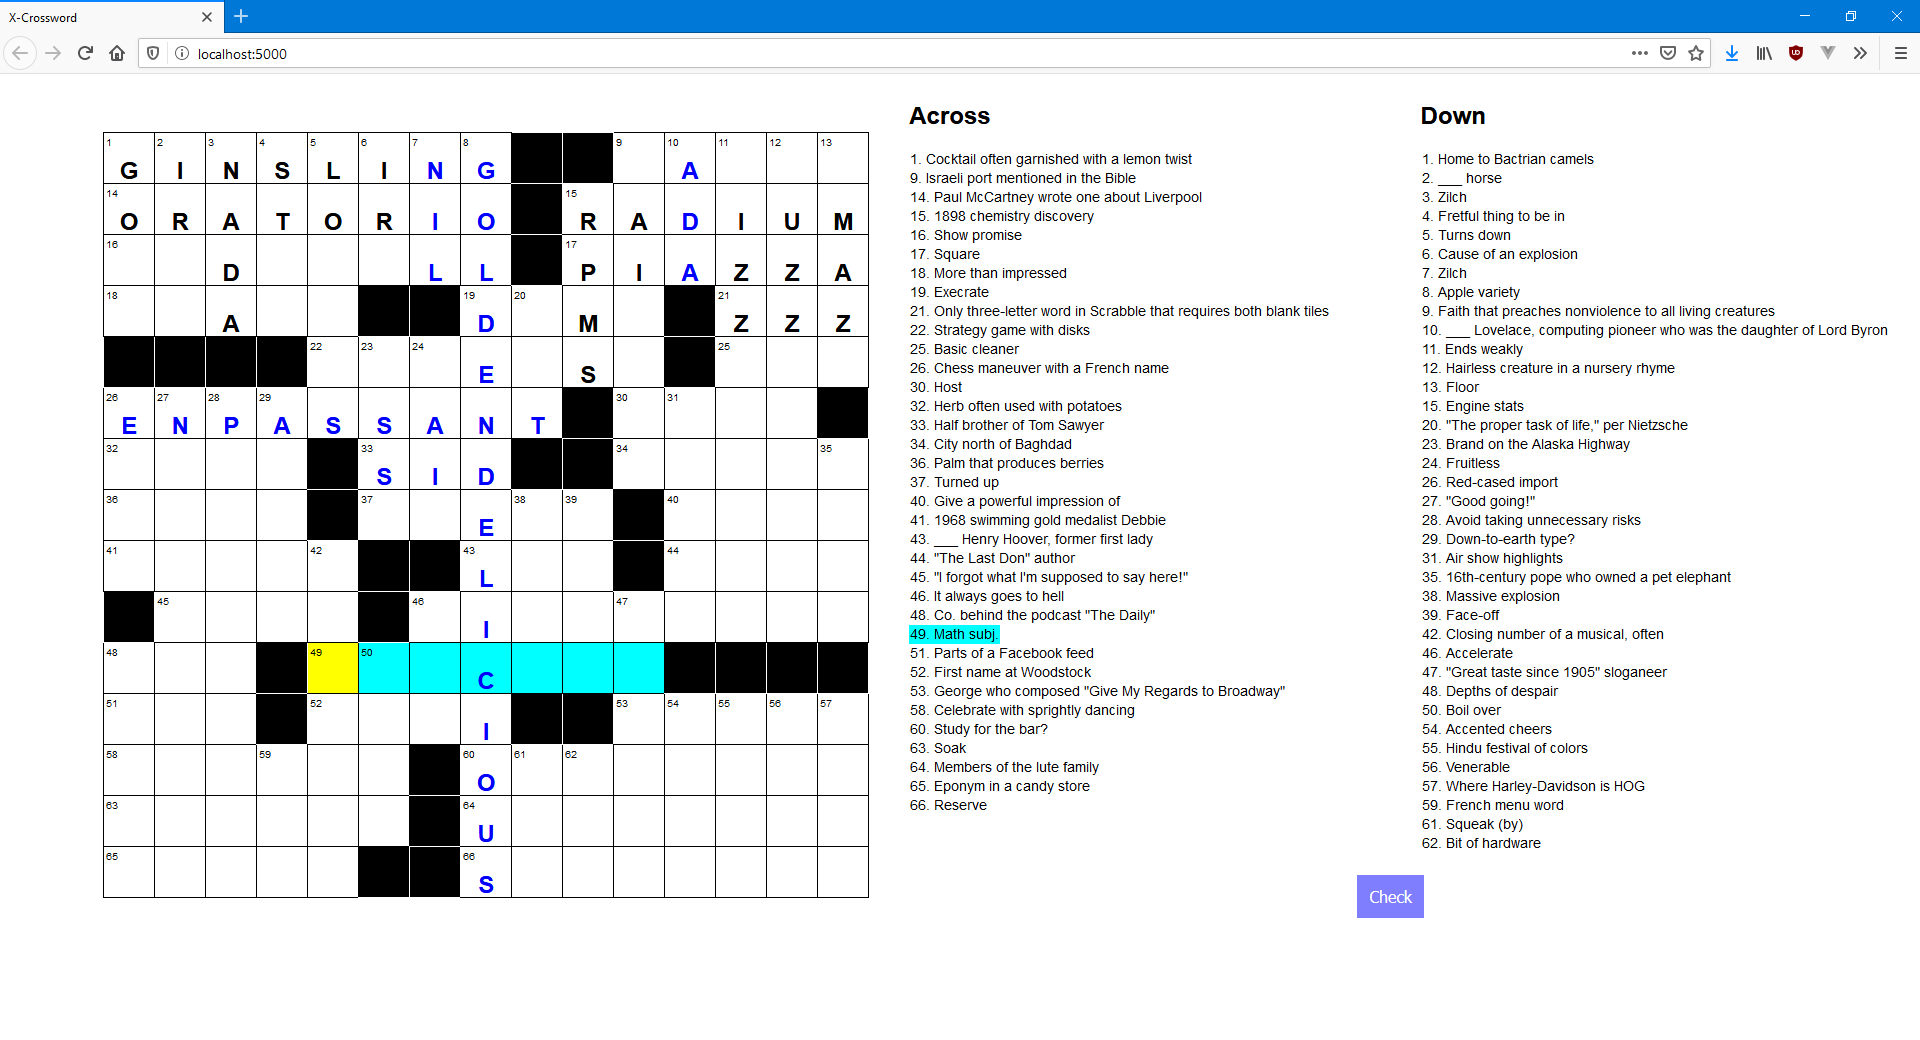 X-Crossword
localhost:5000
1 2 3 4 5 6 7 8 9 10 11 12 13
G I N S L I N G A
14 15
O R A T O R I O R A D I U M
16 17
D L L P I A Z Z A
18 19 20 21
A D M Z Z Z
22 23 24 25
E S
26 27 28 29 30 31
E N P A S S A N T
32 33 34 35
S I D
36 37 38 39 40
E
41 42 43 44
L
45 46 47
I
48 49 50
C
51 52 53 54 55 56 57
I
58 59 60 61 62
O
63 64
U
65 66
S
Across
1. Cocktail often garnished with a lemon twist
9. Israeli port mentioned in the Bible
14. Paul McCartney wrote one about Liverpool
15. 1898 chemistry discovery
16. Show promise
17. Square
18. More than impressed
19. Execrate
21. Only three-letter word in Scrabble that requires both blank tiles
22. Strategy game with disks
25. Basic cleaner
26. Chess maneuver with a French name
30. Host
32. Herb often used with potatoes
33. Half brother of Tom Sawyer
34. City north of Baghdad
36. Palm that produces berries
37. Turned up
40. Give a powerful impression of
41. 1968 swimming gold medalist Debbie
43. ___ Henry Hoover, former first lady
44. "The Last Don" author
45. "I forgot what I'm supposed to say here!"
46. It always goes to hell
48. Co. behind the podcast "The Daily"
49. Math subj.
51. Parts of a Facebook feed
52. First name at Woodstock
53. George who composed "Give My Regards to Broadway"
58. Celebrate with sprightly dancing
60. Study for the bar?
63. Soak
64. Members of the lute family
65. Eponym in a candy store
66. Reserve
Down
1. Home to Bactrian camels
2. ___ horse
3. Zilch
4. Fretful thing to be in
5. Turns down
6. Cause of an explosion
7. Zilch
8. Apple variety
9. Faith that preaches nonviolence to all living creatures
10. ___ Lovelace, computing pioneer who was the daughter of Lord Byron
11. Ends weakly
12. Hairless creature in a nursery rhyme
13. Floor
15. Engine stats
20. "The proper task of life," per Nietzsche
23. Brand on the Alaska Highway
24. Fruitless
26. Red-cased import
27. "Good going!"
28. Avoid taking unnecessary risks
29. Down-to-earth type?
31. Air show highlights
35. 16th-century pope who owned a pet elephant
38. Massive explosion
39. Face-off
42. Closing number of a musical, often
46. Accelerate
47. "Great taste since 1905" sloganeer
48. Depths of despair
50. Boil over
54. Accented cheers
55. Hindu festival of colors
56. Venerable
57. Where Harley-Davidson is HOG
59. French menu word
61. Squeak (by)
62. Bit of hardware
Check